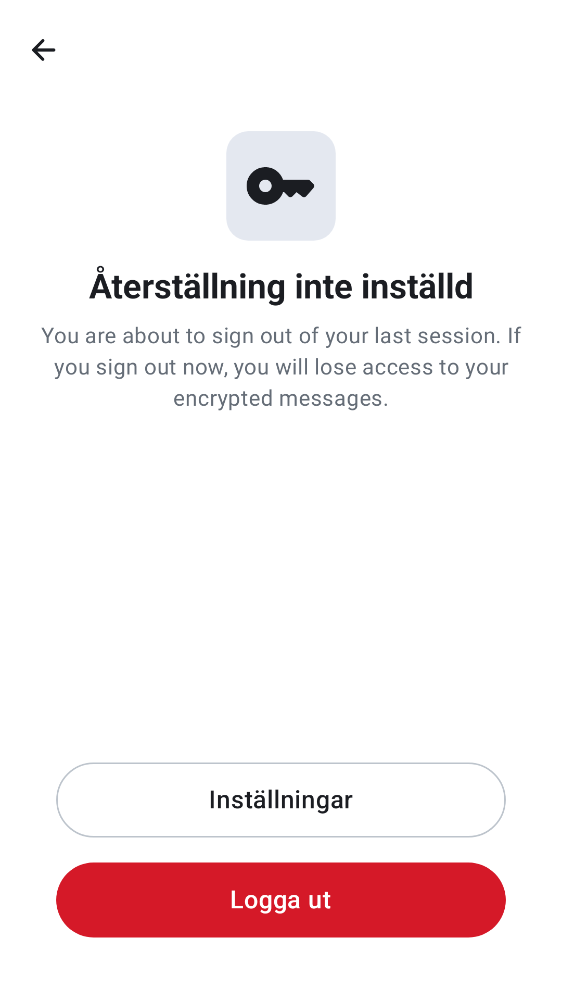 Återställning inte inställd
You are about to sign out of your last session. If
you sign out now, you will lose access to your
encrypted messages.
Inställningar
Logga ut